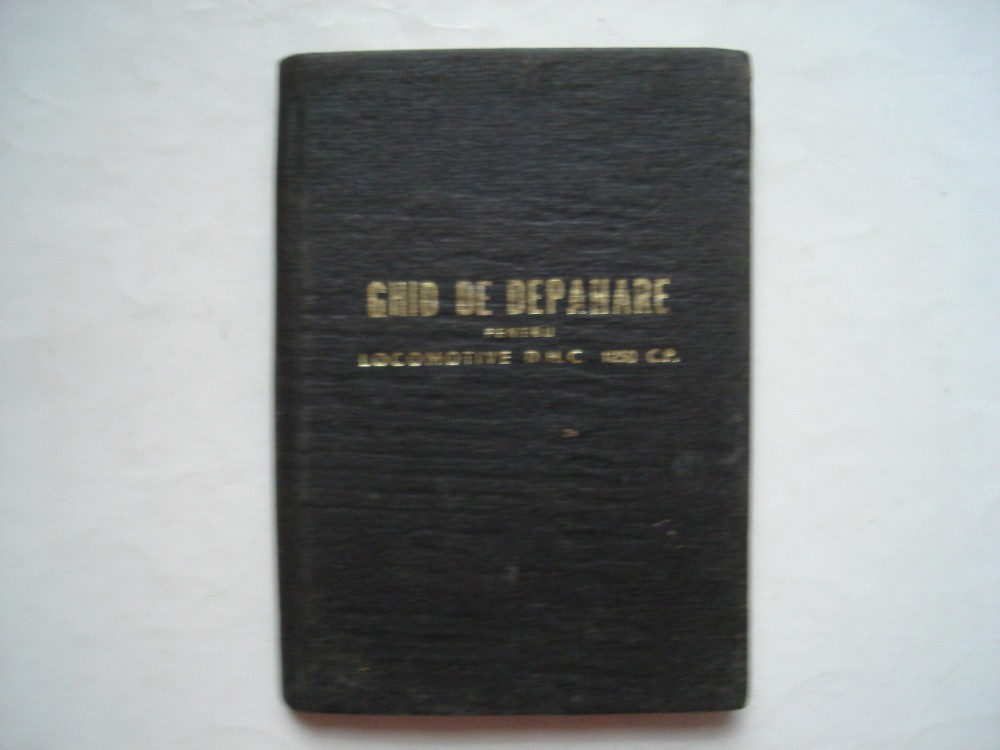 GHID DE DEPANARE
PENTRU
LOCOMOTIVE D.H.C 1250 C.P.